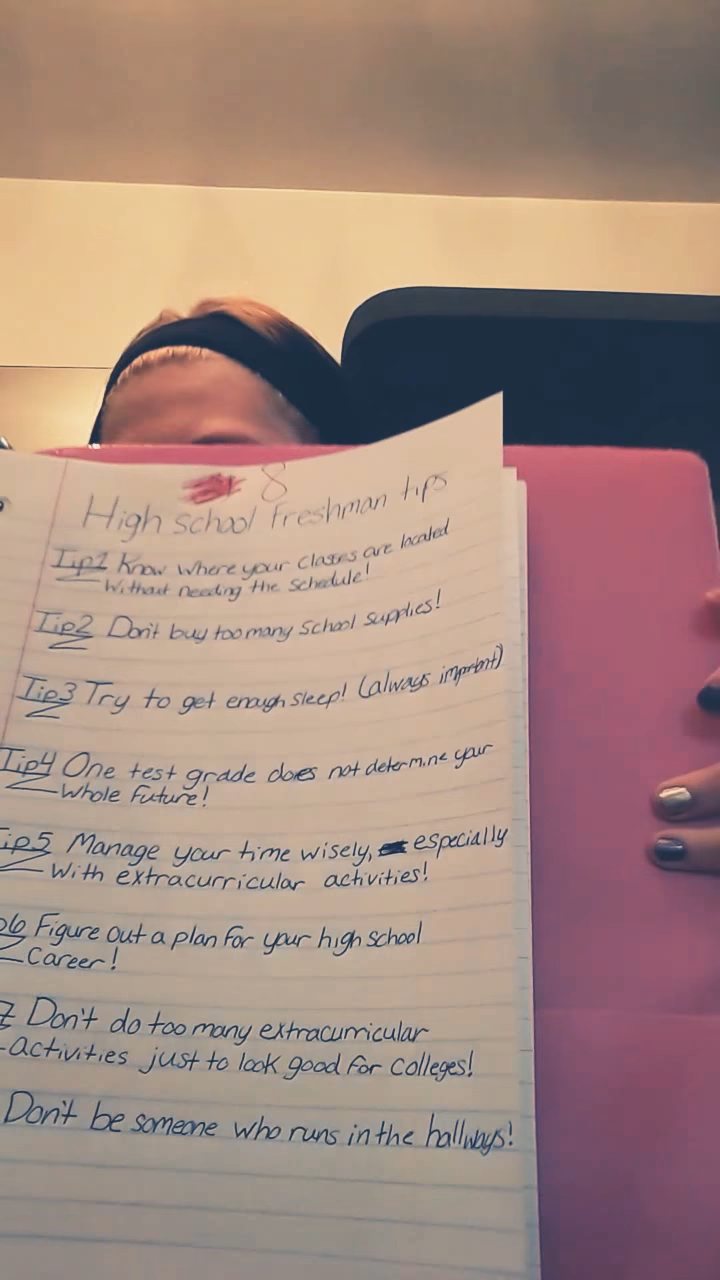 8
High school freshman tips
Tip1 Know where your classes are located
Without needing the schedule!
Tip2 Don't buy too many school supplies!
Tip3 Try to get enough sleep! (always important)
Tip4 One test grade does not determine your
whole future!
Tip5 Manage your time wisely, especially
With extracurricular activities!
6 Figure out a plan for your high school
Career!
7 Don't do too many extracurricular
activities just to look good for colleges!
Don't be someone who runs in the hallways!